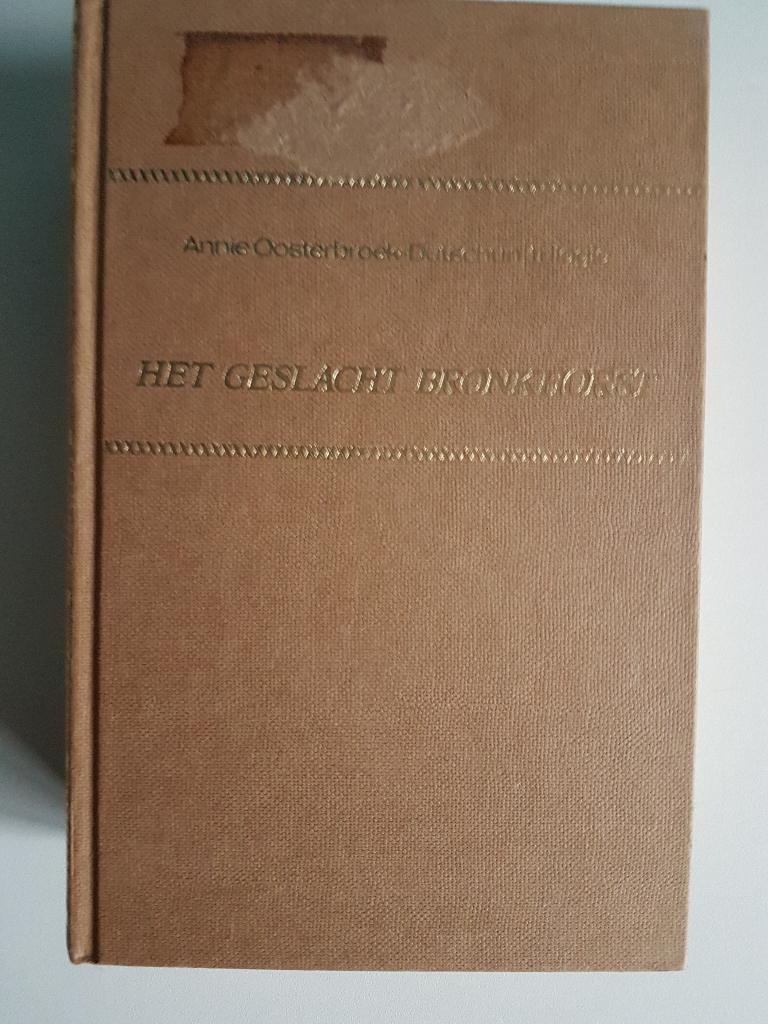 Annie Oosterbroek-Dutschun trilogie
HET GESLACHT BRONKHORST